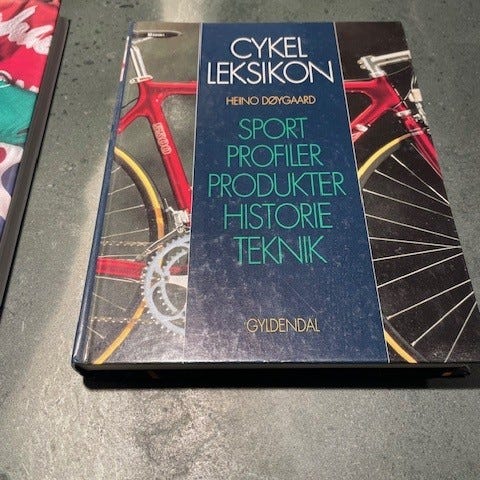 CYKEL
LEKSIKON
HEINO DØYGAARD
SPORT
PROFILER
PRODUKTER
HISTORIE
TEKNIK
GYLDENDAL